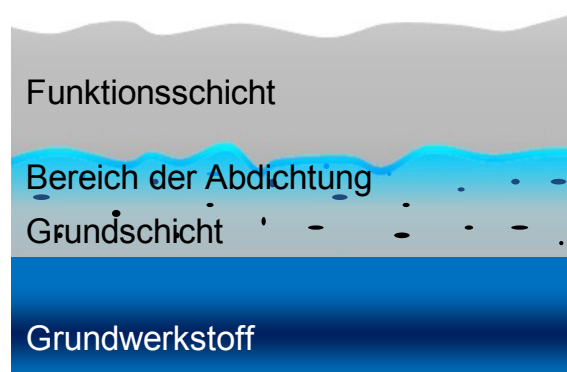 Funktionsschicht
Bereich der Abdichtung
Grundschicht
Grundwerkstoff